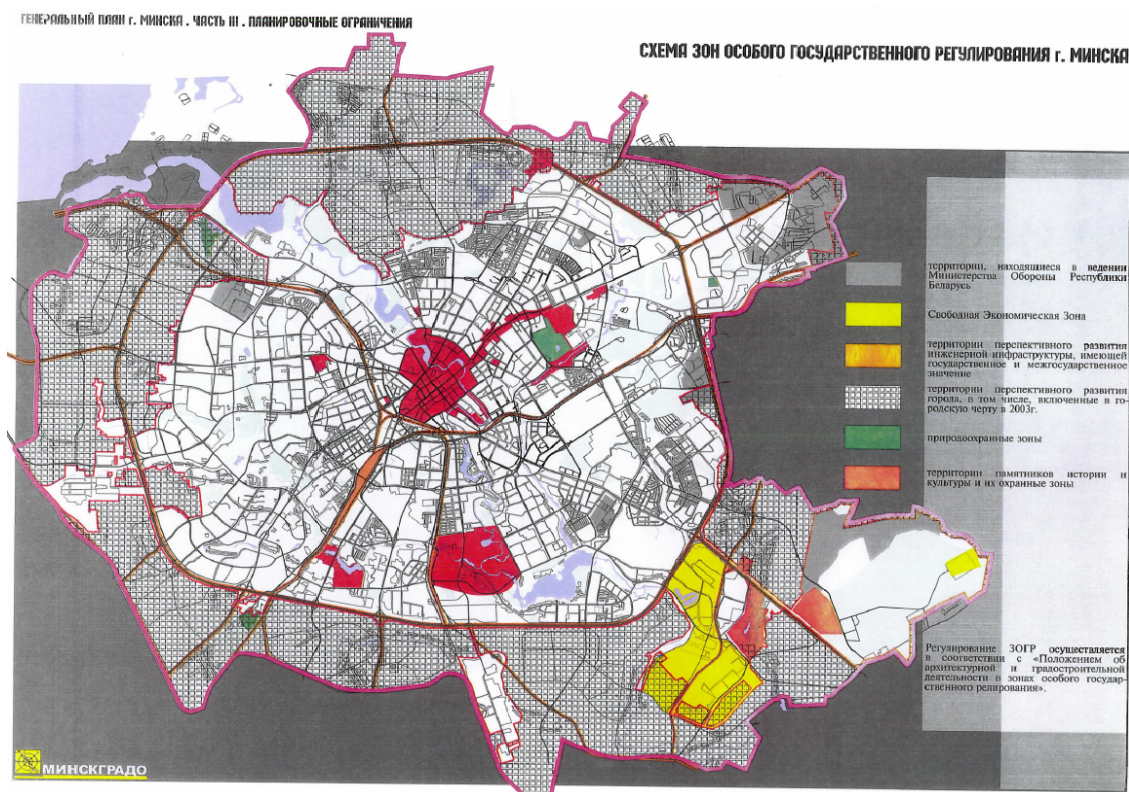 ГЕНЕРАЛЬНЫЙ ПЛАН г. МИНСКА . ЧАСТЬ III . ПЛАНИРОВОЧНЫЕ ОГРАНИЧЕНИЯ
СХЕМА ЗОН ОСОБОГО ГОСУДАРСТВЕННОГО РЕГУЛИРОВАНИЯ г. МИНСКА
территории, находящиеся в ведении
Министерства Обороны Республики
Беларусь
Свободная Экономическая Зона
территории перспективного развития
инженерной инфраструктуры, имеющей
государственное и межгосударственное
значение
территории перспективного развития
города, в том числе, включенные в го-
родскую черту в 2003г.
природоохранные зоны
территории памятников истории и
культуры и их охранные зоны
Регулирование ЗОГР осуществляется
в соответствии с «Положением об
архитектурной и градостроительной
деятельности в зонах особого государ-
ственного релирования».
МИНСКГРАДО